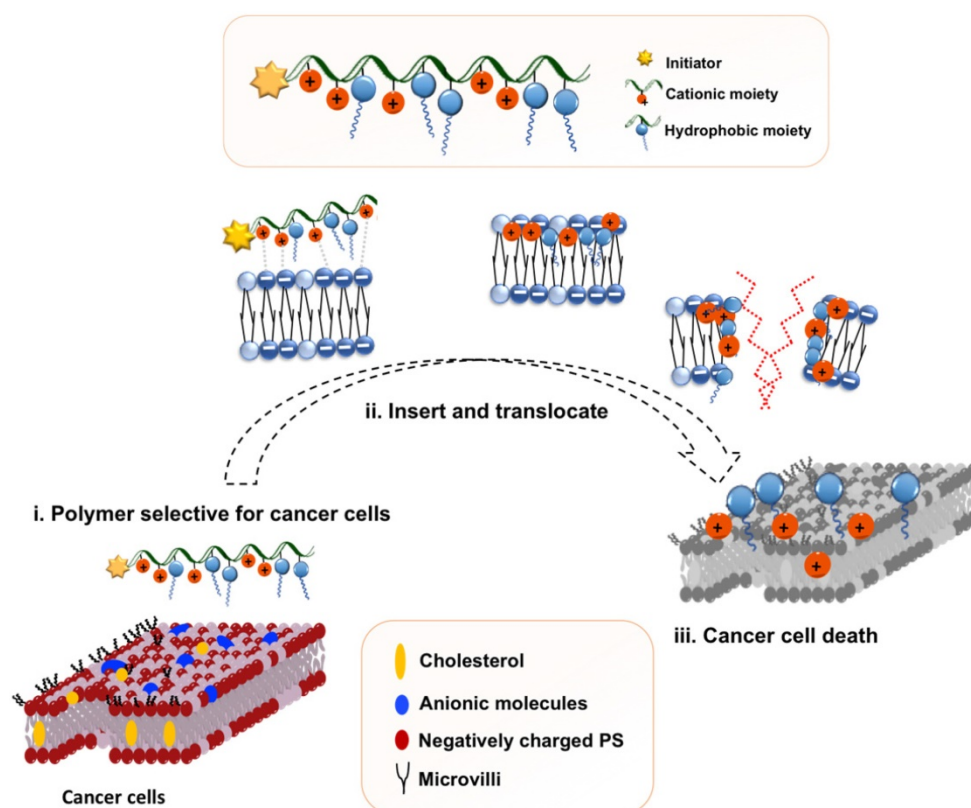 Initiator
Cationic moiety
Hydrophobic moiety
ii. Insert and translocate
i. Polymer selective for cancer cells
iii. Cancer cell death
Cholesterol
Anionic molecules
Negatively charged PS
Microvilli
Cancer cells